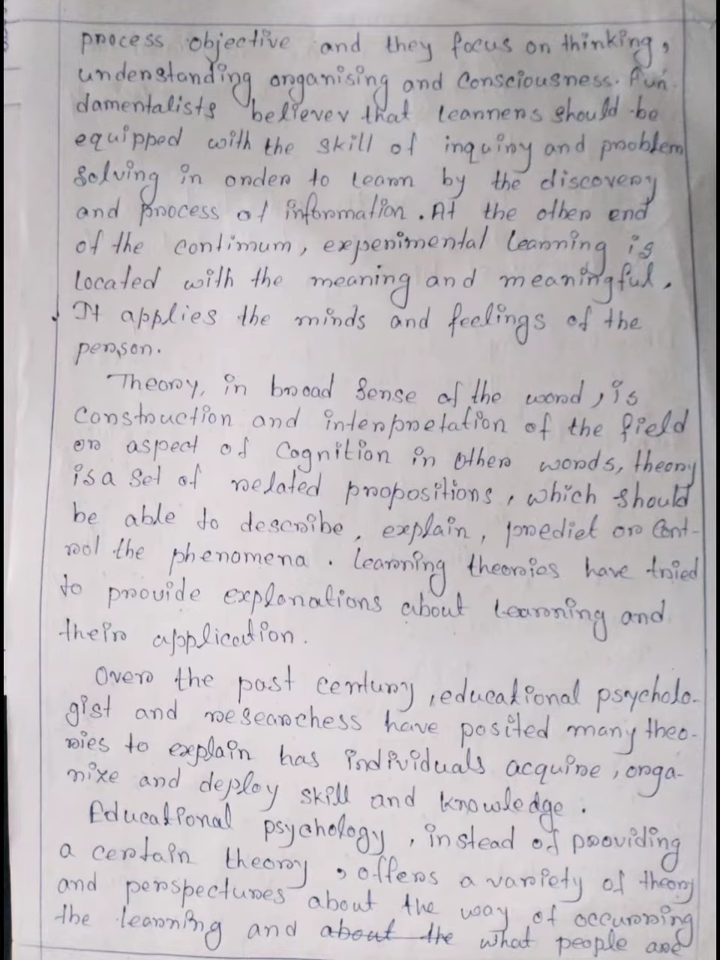 process objective and they focus on thinking,
understanding organising and consciousness. Fun
damentalists believer that learners should be
equipped with the skill of inquiry and problem
solving in order to learn by the discovery
and process of information. At the other end
of the contimum, experimental learning is
located with the meaning and meaningful.
It applies the minds and feelings of the
person.
Theory, in broad sense of the word, is
construction and interpretation of the field
or aspect of cognition in other words, theory
is a set of related propositions, which should
be able to describe, explain, prediet or cont-
rol the phenomena. Learning theories have tried
to provide explonations about learning and
their application.
Over the past century, educational psycholo-
gist and researchess have posited many theo-
ries to explain has individuals acquire, orga-
nize and deploy skill and knowledge.
Educational psychology, instead of providing
a certain theory, offers a variety of theory
and perspectures about the way of occurring
the learning and about the what people are